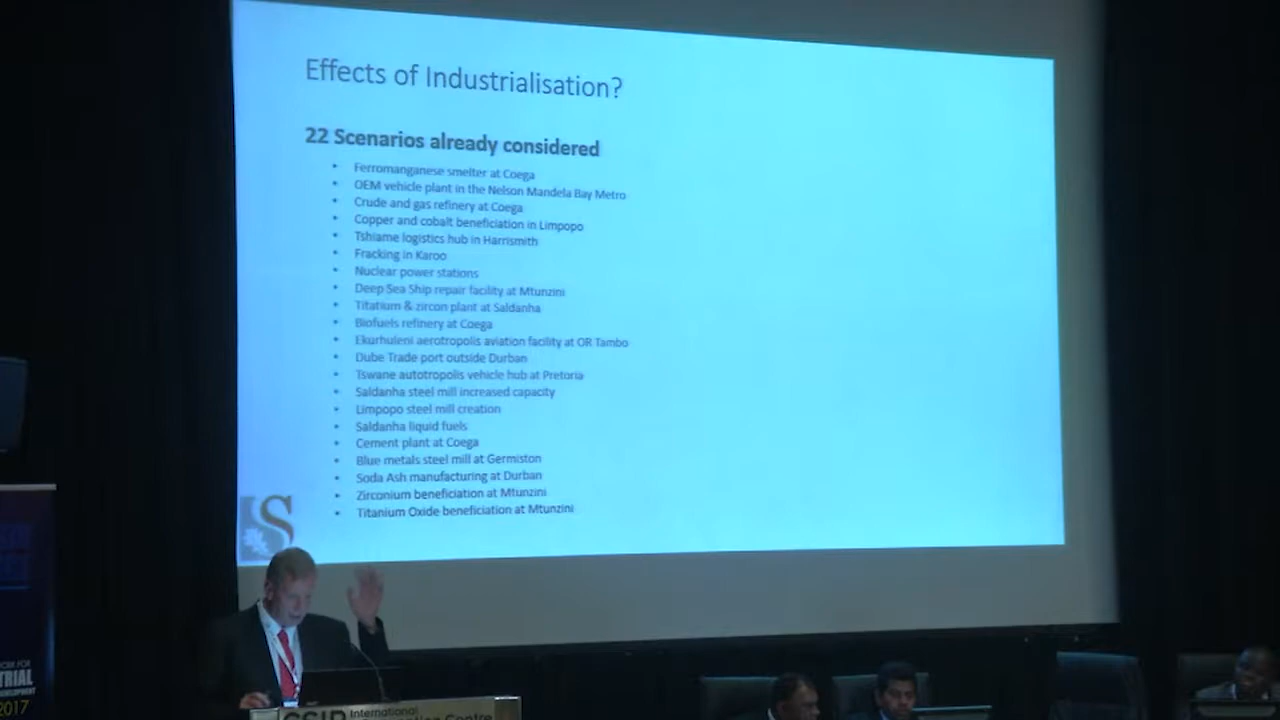 Effects of Industrialisation?
22 Scenarios already considered
• Ferromanganese smelter at Coega
• OEM vehicle plant in the Nelson Mandela Bay Metro
• Crude and gas refinery at Coega
• Copper and cobalt beneficiation in Limpopo
• Tshiame logistics hub in Harrismith
• Fracking in Karoo
• Nuclear power stations
• Deep Sea Ship repair facility at Mtunzini
• Titatium & zircon plant at Saldanha
• Biofuels refinery at Coega
• Ekurhuleni aerotropolis aviation facility at OR Tambo
• Dube Trade port outside Durban
• Tswane autotropolis vehicle hub at Pretoria
• Saldanha steel mill increased capacity
• Limpopo steel mill creation
• Saldanha liquid fuels
• Cement plant at Coega
• Blue metals steel mill at Germiston
• Soda Ash manufacturing at Durban
• Zirconium beneficiation at Mtunzini
• Titanium Oxide beneficiation at Mtunzini
S
TRIAL
2017
CSIR International
Centre